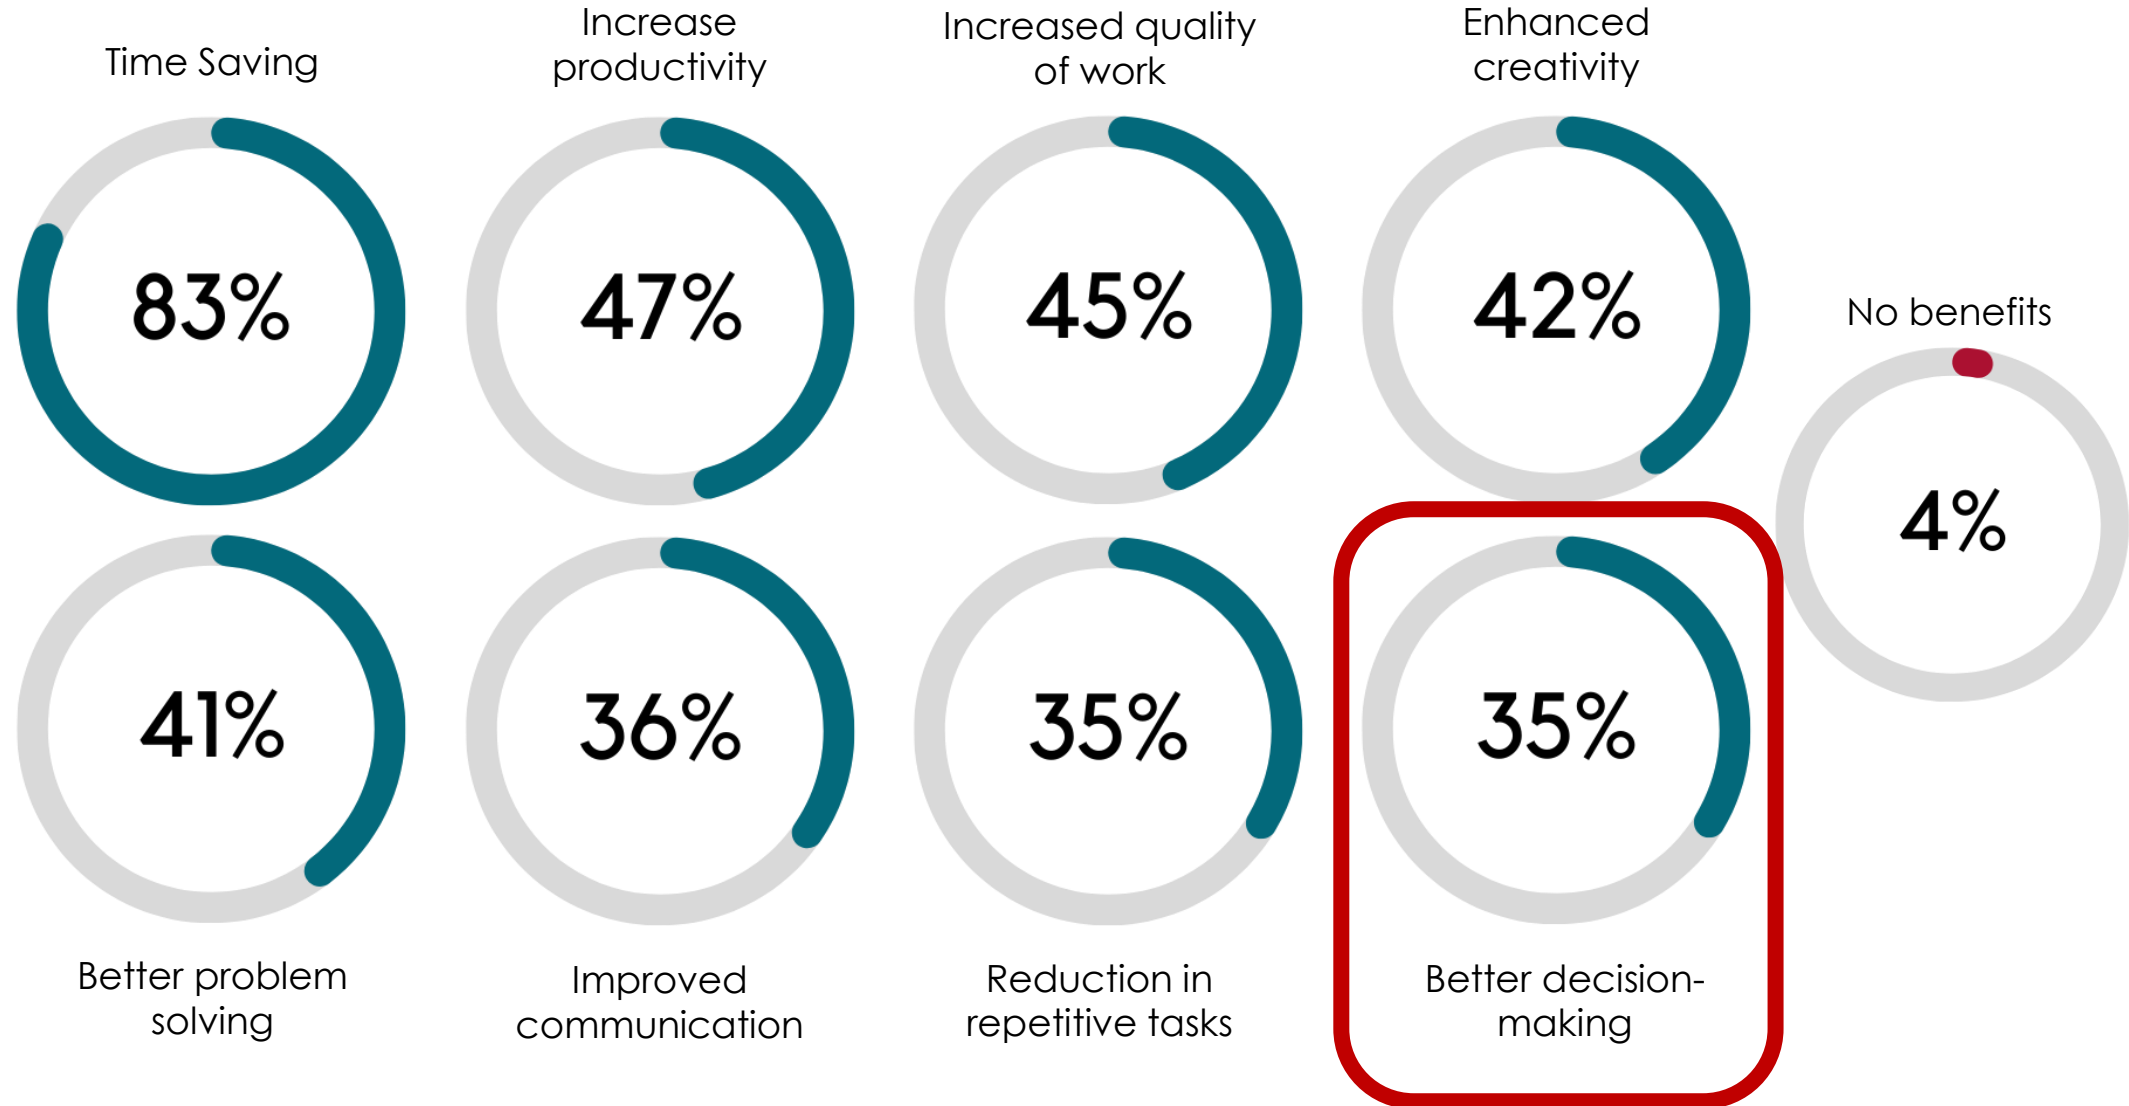 Time Saving
83%
Increase
productivity
47%
Increased quality
of work
45%
Enhanced
creativity
42%
No benefits
4%
41%
Better problem
solving
36%
Improved
communication
35%
Reduction in
repetitive tasks
35%
Better decision-
making